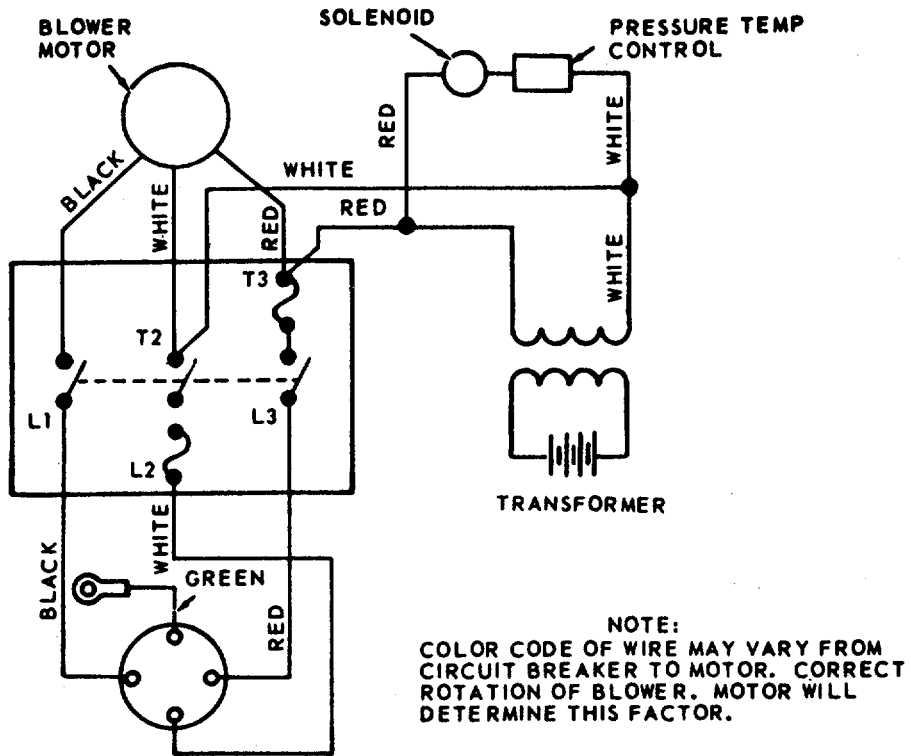 BLOWER
MOTOR
SOLENOID
PRESSURE TEMP
CONTROL
BLACK
WHITE
RED
WHITE
RED
RED
WHITE
WHITE
T3
T2
L1
L3
L2
TRANSFORMER
BLACK
WHITE
GREEN
RED
NOTE:
COLOR CODE OF WIRE MAY VARY FROM
CIRCUIT BREAKER TO MOTOR. CORRECT
ROTATION OF BLOWER. MOTOR WILL
DETERMINE THIS FACTOR.